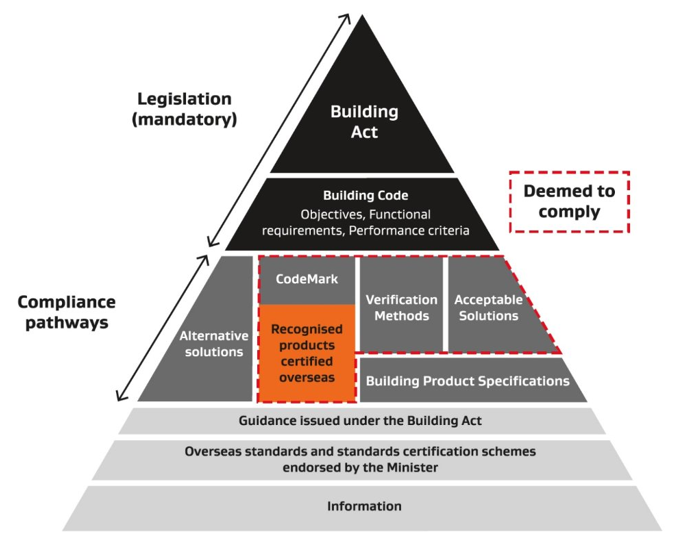 Legislation
(mandatory)
Building
Act
Building Code
Objectives, Functional
requirements, Performance criteria
Deemed to
comply
Compliance
pathways
Alternative
solutions
CodeMark
Recognised
products
certified
overseas
Verification
Methods
Acceptable
Solutions
Building Product Specifications
Guidance issued under the Building Act
Overseas standards and standards certification schemes
endorsed by the Minister
Information